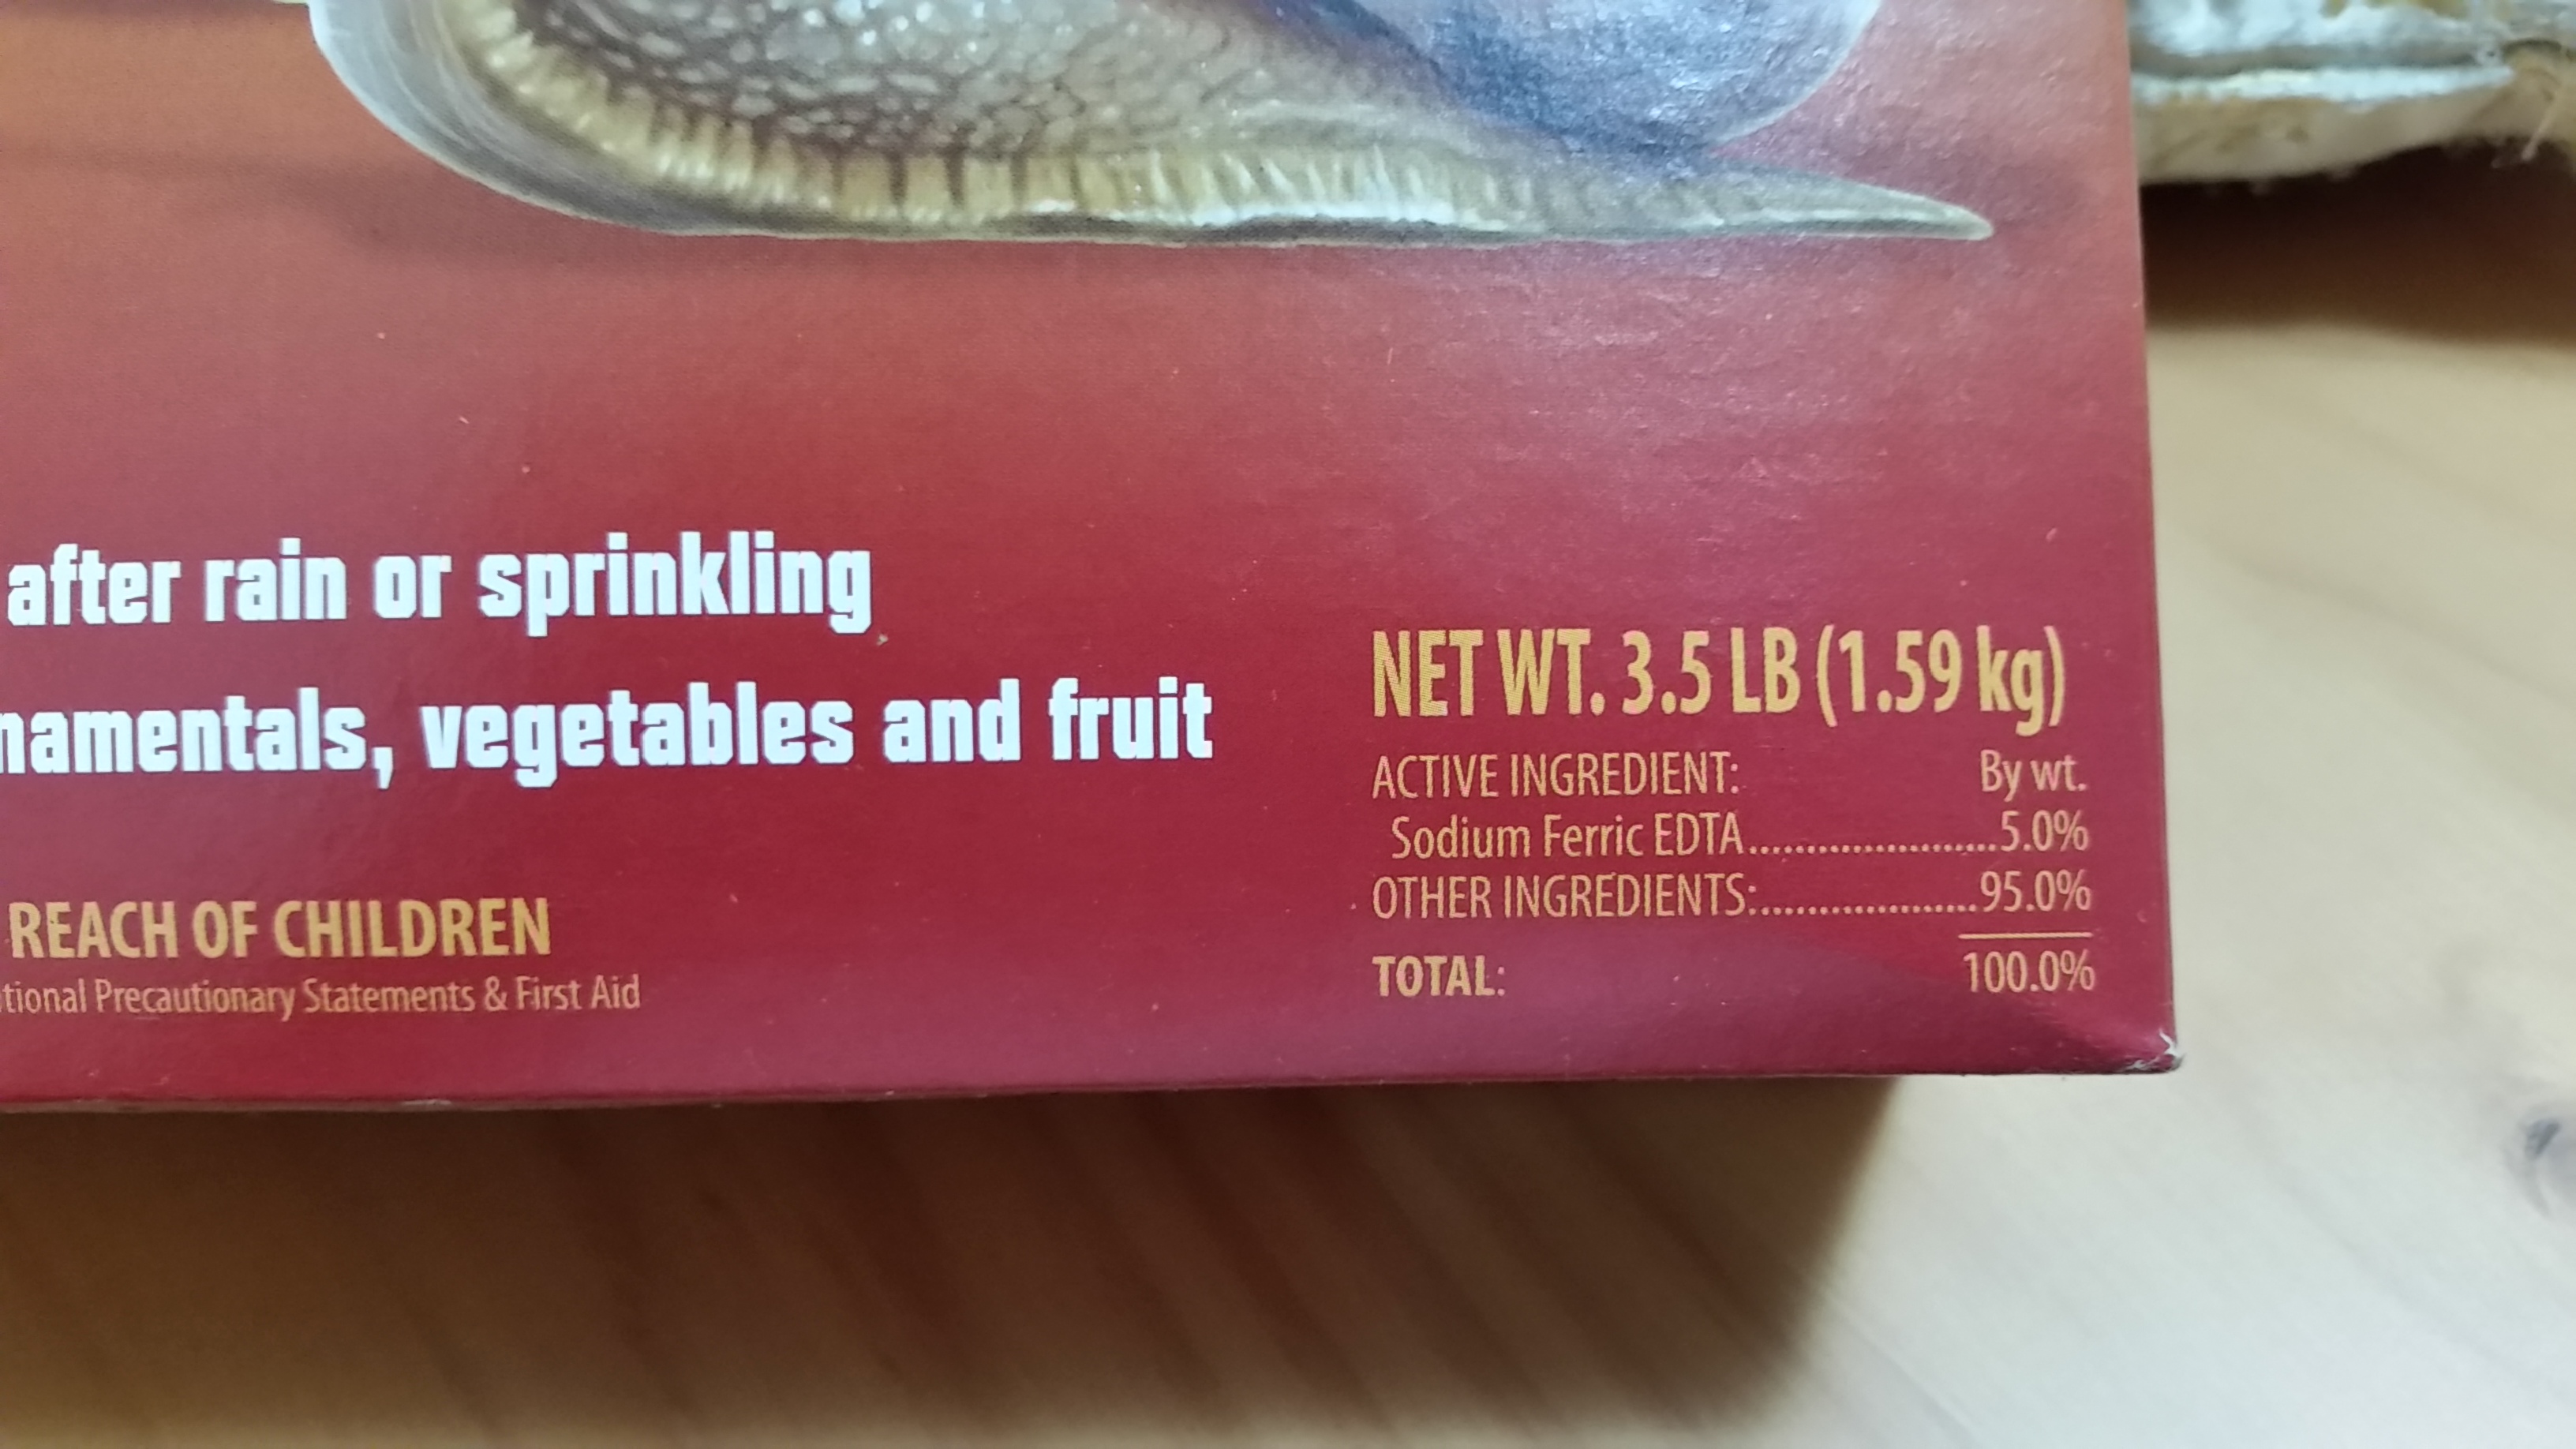 after rain or sprinkling
namentals, vegetables and fruit
REACH OF CHILDREN
tional Precautionary Statements & First Aid
NET WT. 3.5 LB (1.59 kg)
ACTIVE INGREDIENT: By wt.
Sodium Ferric EDTA......................5.0%
OTHER INGREDIENTS:....................95.0%
TOTAL: 100.0%